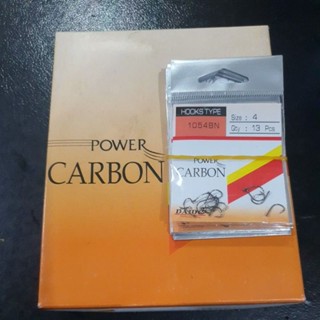 POWER
CARBON
HOOKS TYPE
1054BN
Size : 4
Qty : 13 Pcs
POWER
CARBON